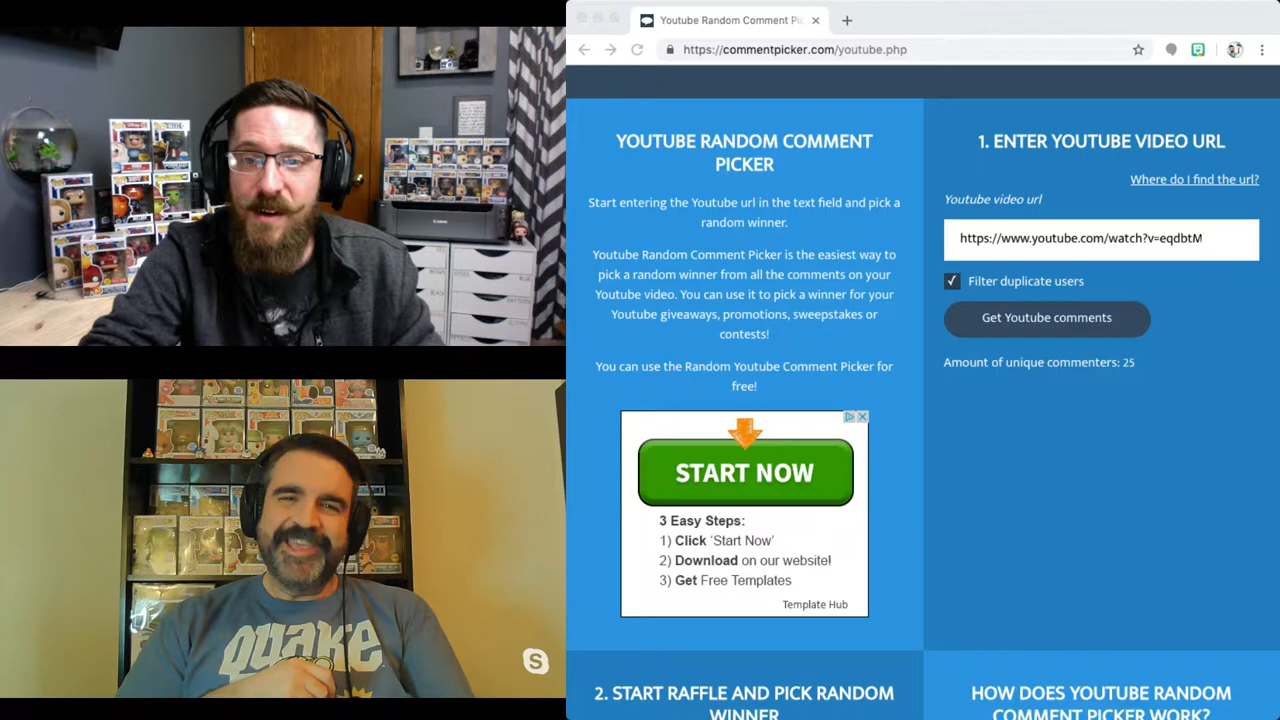 Youtube Random Comment Pic
https://commentpicker.com/youtube.php
YOUTUBE RANDOM COMMENT
PICKER
Start entering the Youtube url in the text field and pick a
random winner.
Youtube Random Comment Picker is the easiest way to
pick a random winner from all the comments on your
Youtube video. You can use it to pick a winner for your
Youtube giveaways, promotions, sweepstakes or
contests!
You can use the Random Youtube Comment Picker for
free!
START NOW
3 Easy Steps:
1) Click 'Start Now'
2) Download on our website!
3) Get Free Templates
Template Hub
2. START RAFFLE AND PICK RANDOM
WINNER
1. ENTER YOUTUBE VIDEO URL
Where do I find the url?
Youtube video url
https://www.youtube.com/watch?v=eqdbtM
Filter duplicate users
Get Youtube comments
Amount of unique commenters: 25
HOW DOES YOUTUBE RANDOM
COMMENT PICKER WORK?
Canon
quake
S